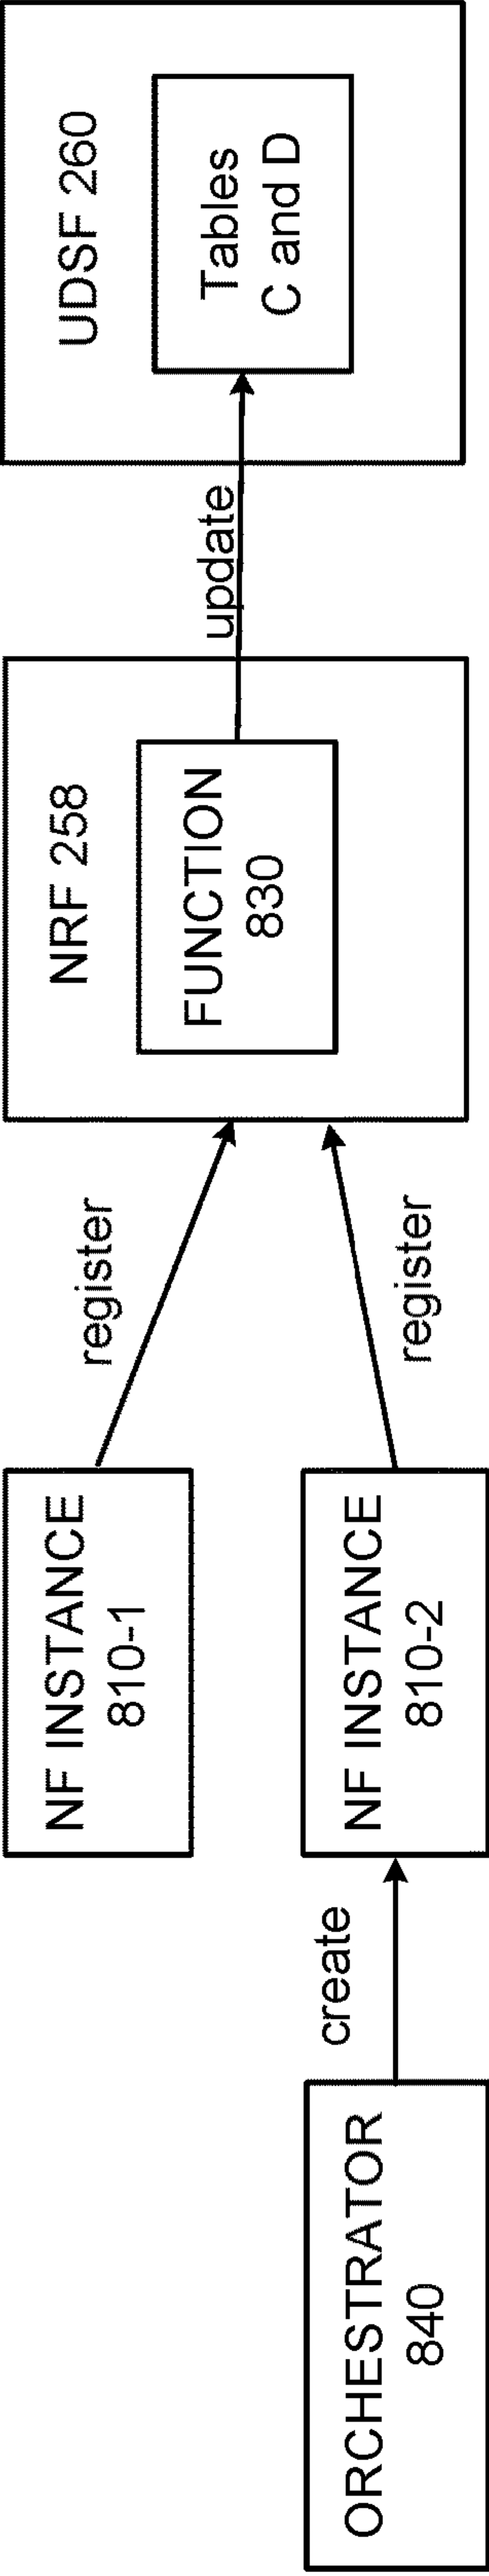 ORCHESTRATOR
840
create
NF INSTANCE
810-1
NF INSTANCE
810-2
register
register
NRF 258
FUNCTION
830
update
UDSF 260
Tables
C and D